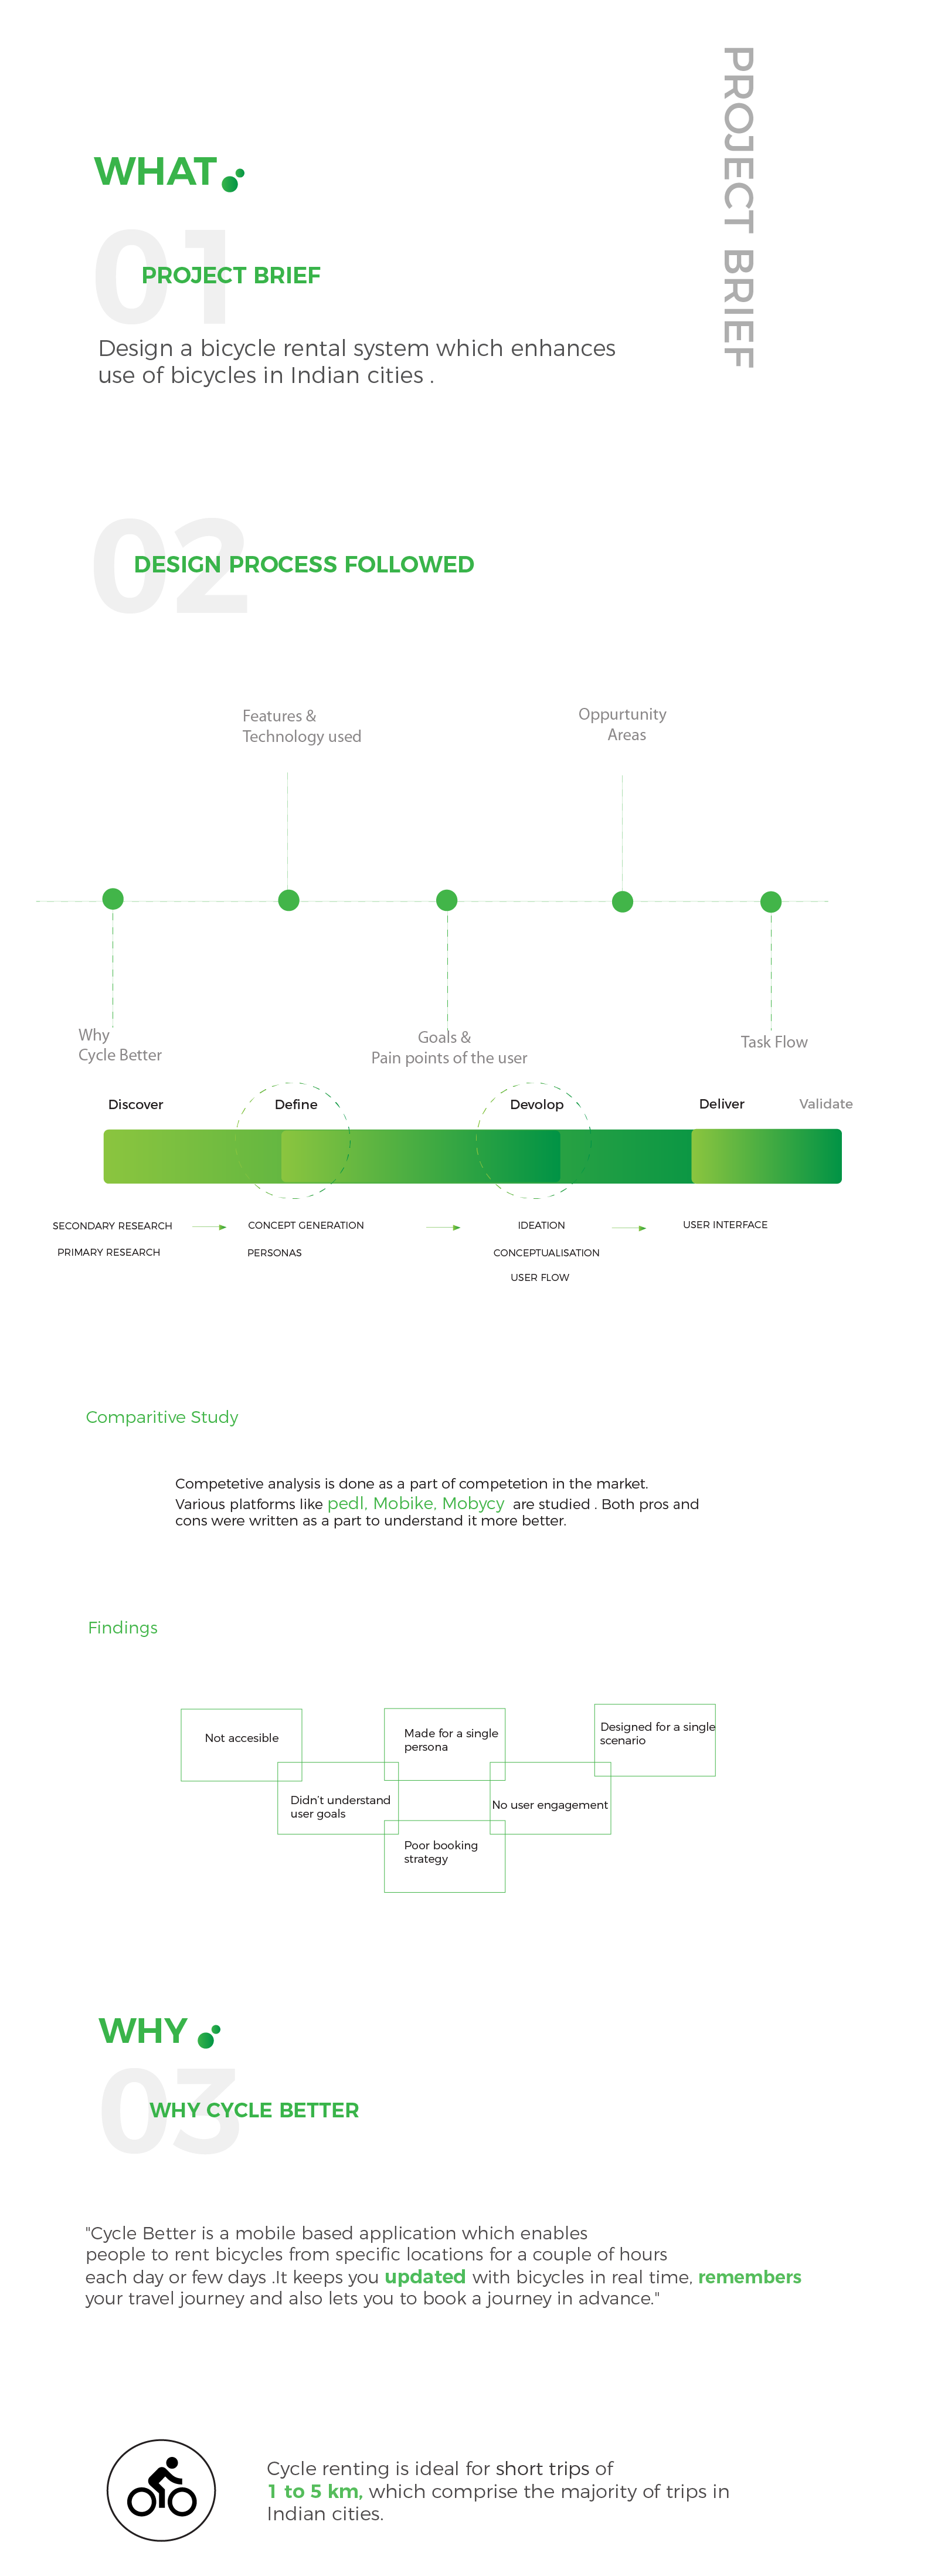 PROJECT BRIEF
WHAT
01
PROJECT BRIEF
Design a bicycle rental system which enhances
use of bicycles in Indian cities .
02
DESIGN PROCESS FOLLOWED
Features &
Technology used
Oppurtunity
Areas
Why
Cycle Better
Goals &
Pain points of the user
Task Flow
Discover
Define
Devolop
Deliver
Validate
SECONDARY RESEARCH
PRIMARY RESEARCH
CONCEPT GENERATION
PERSONAS
IDEATION
CONCEPTUALISATION
USER FLOW
USER INTERFACE
Comparitive Study
Competetive analysis is done as a part of competetion in the market.
Various platforms like pedl, Mobike, Mobycy are studied . Both pros and
cons were written as a part to understand it more better.
Findings
Not accesible
Made for a single
persona
Designed for a single
scenario
Didn't understand
user goals
No user engagement
Poor booking
strategy
WHY
03
WHY CYCLE BETTER
"Cycle Better is a mobile based application which enables
people to rent bicycles from specific locations for a couple of hours
each day or few days .It keeps you updated with bicycles in real time, remembers
your travel journey and also lets you to book a journey in advance."
Cycle renting is ideal for short trips of
1 to 5 km, which comprise the majority of trips in
Indian cities.